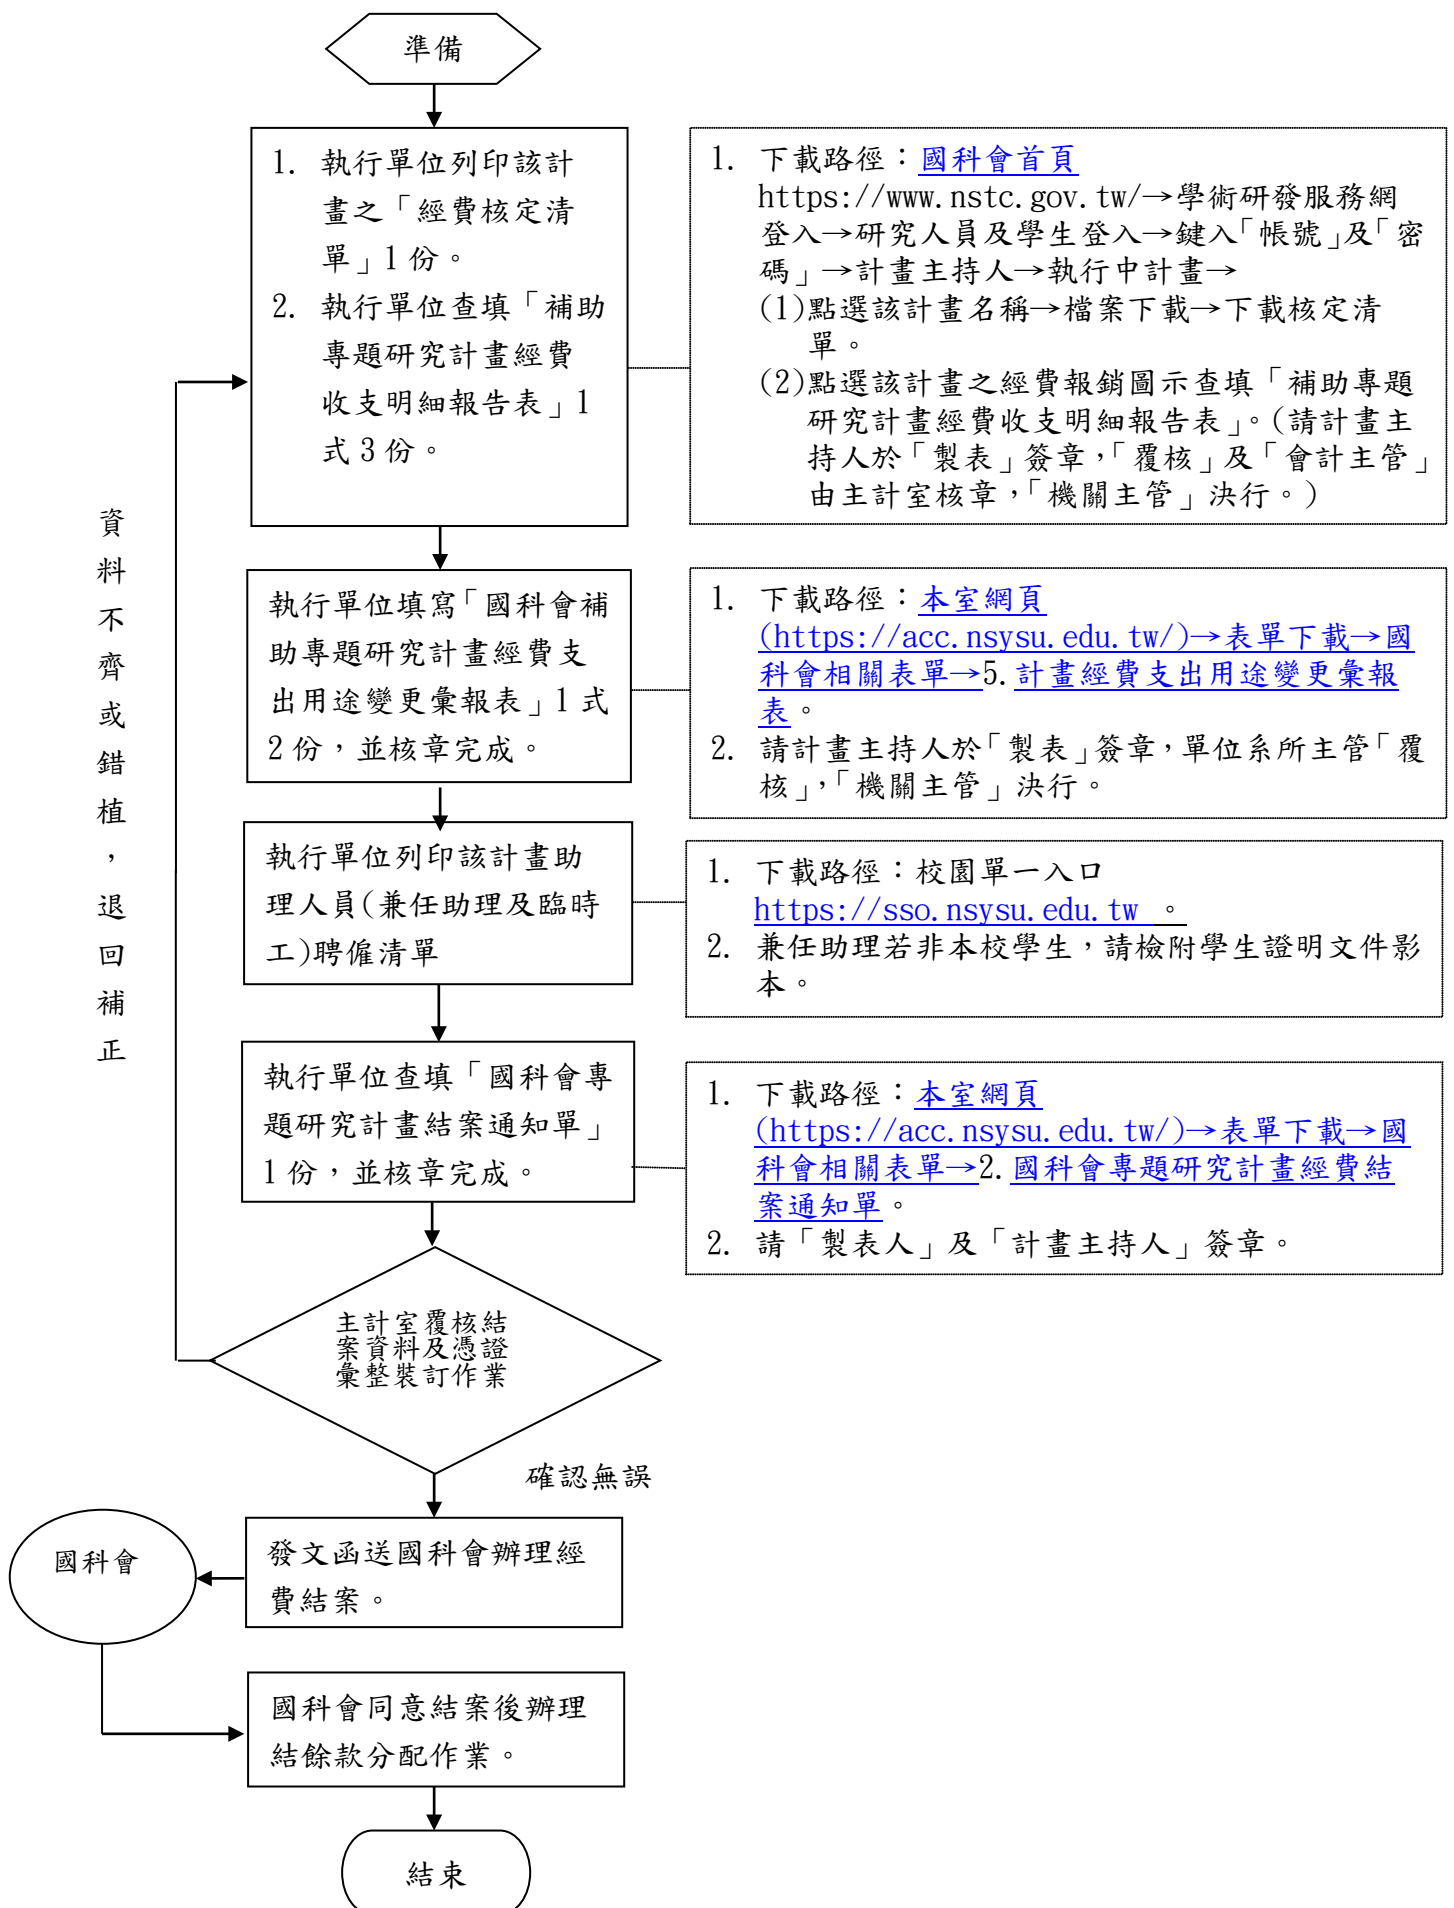 準備
1. 執行單位列印該計
畫之「經費核定清
單」1 份。
2. 執行單位查填「補助
專題研究計畫經費
收支明細報告表」1
式 3 份。
1. 下載路徑：國科會首頁
https://www.nstc.gov.tw/→學術研發服務網
登入→研究人員及學生登入→鍵入「帳號」及「密
碼」→計畫主持人→執行中計畫→
(1)點選該計畫名稱→檔案下載→下載核定清
單。
(2)點選該計畫之經費報銷圖示查填「補助專題
研究計畫經費收支明細報告表」。(請計畫主
持人於「製表」簽章，「覆核」及「會計主管」
由主計室核章，「機關主管」決行。)
執行單位填寫「國科會補
助專題研究計畫經費支
出用途變更彙報表」1 式
2 份，並核章完成。
1. 下載路徑：本室網頁
(https://acc.nsysu.edu.tw/)→表單下載→國
科會相關表單→5.計畫經費支出用途變更彙報
表。
2. 請計畫主持人於「製表」簽章，單位系所主管「覆
核」，「機關主管」決行。
執行單位列印該計畫助
理人員(兼任助理及臨時
工)聘僱清單
1. 下載路徑：校園單一入口
https://sso.nsysu.edu.tw 。
2. 兼任助理若非本校學生，請檢附學生證明文件影
本。
執行單位查填「國科會專
題研究計畫結案通知單」
1 份，並核章完成。
1. 下載路徑：本室網頁
(https://acc.nsysu.edu.tw/)→表單下載→國
科會相關表單→2.國科會專題研究計畫經費結
案通知單。
2. 請「製表人」及「計畫主持人」簽章。
資料不齊或錯植，退回補正
主計室覆核結
案資料及憑證
彙整裝訂作業
確認無誤
國科會
發文函送國科會辦理經
費結案。
國科會同意結案後辦理
結餘款分配作業。
結束